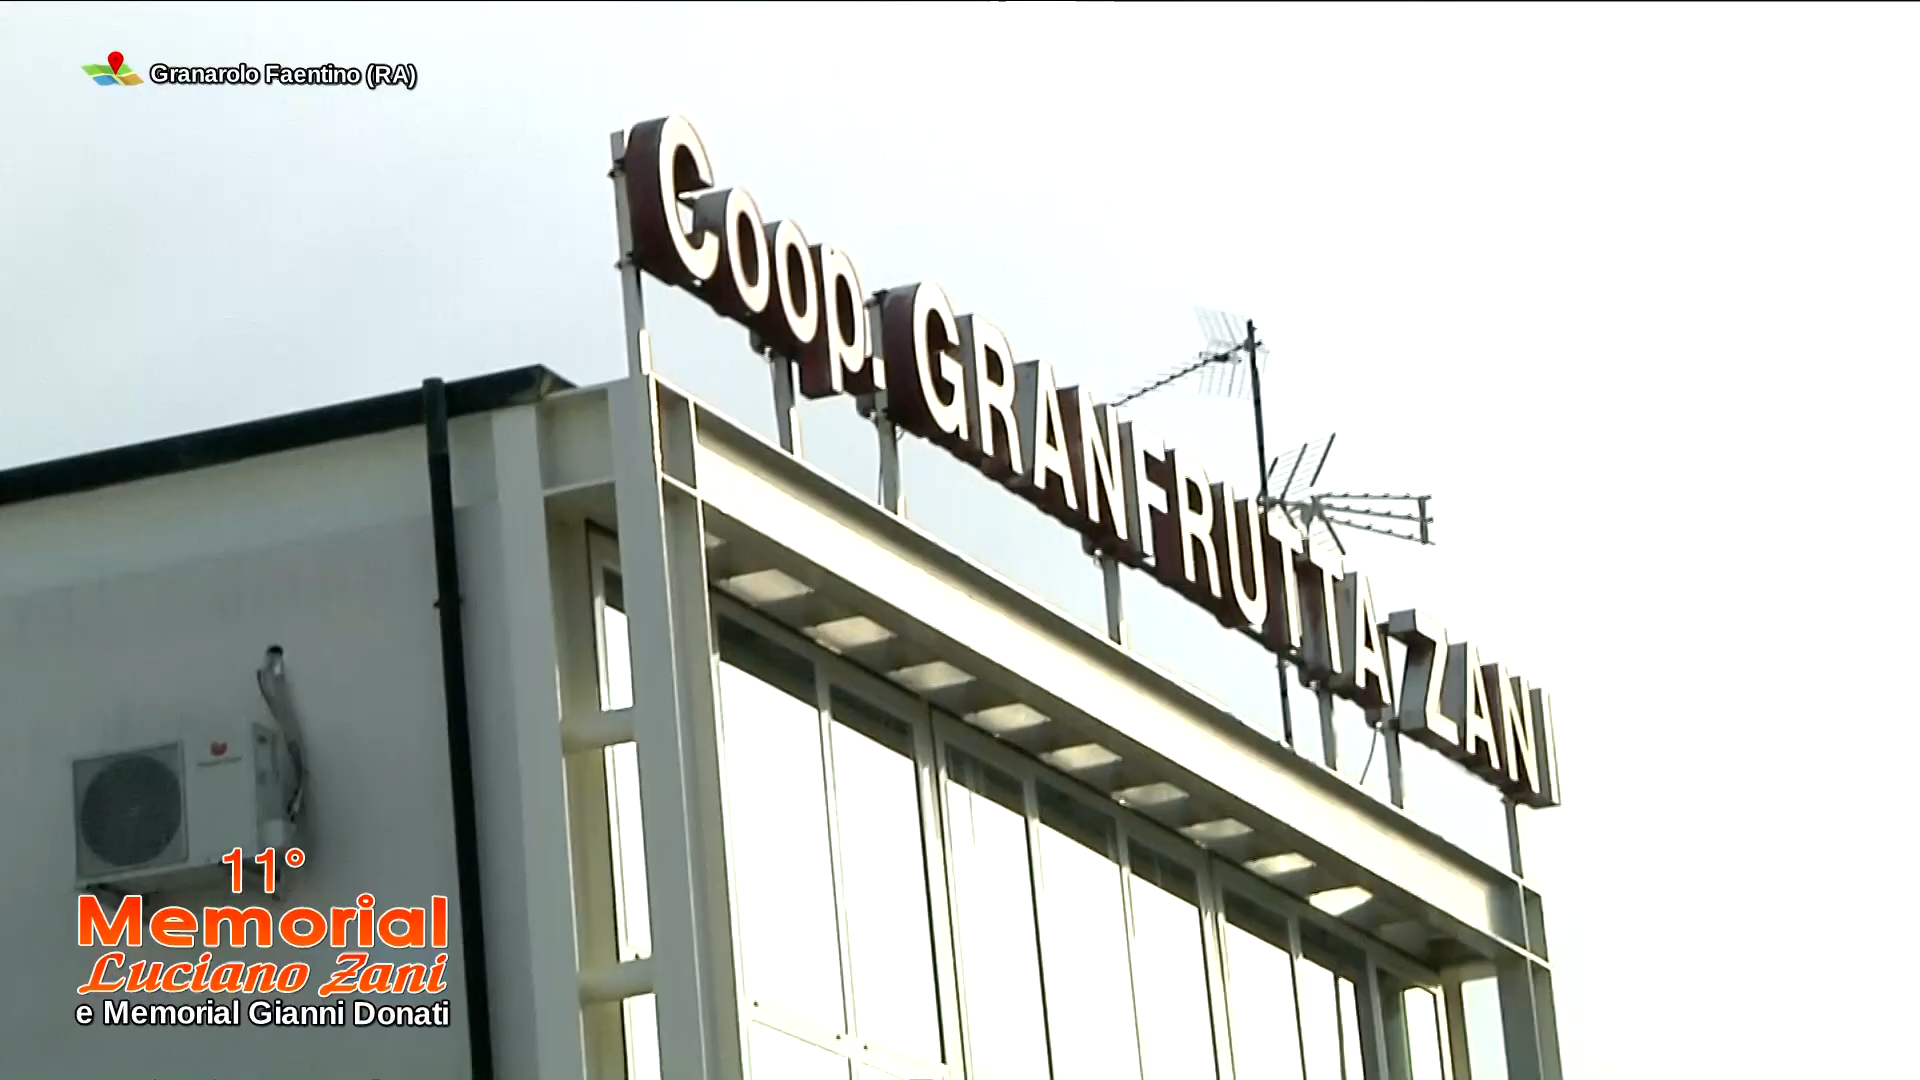 Granarolo Faentino (RA)
Coop. GRANFRUTTA ZANI
11°
Memorial
Luciano Zani
e Memorial Gianni Donati